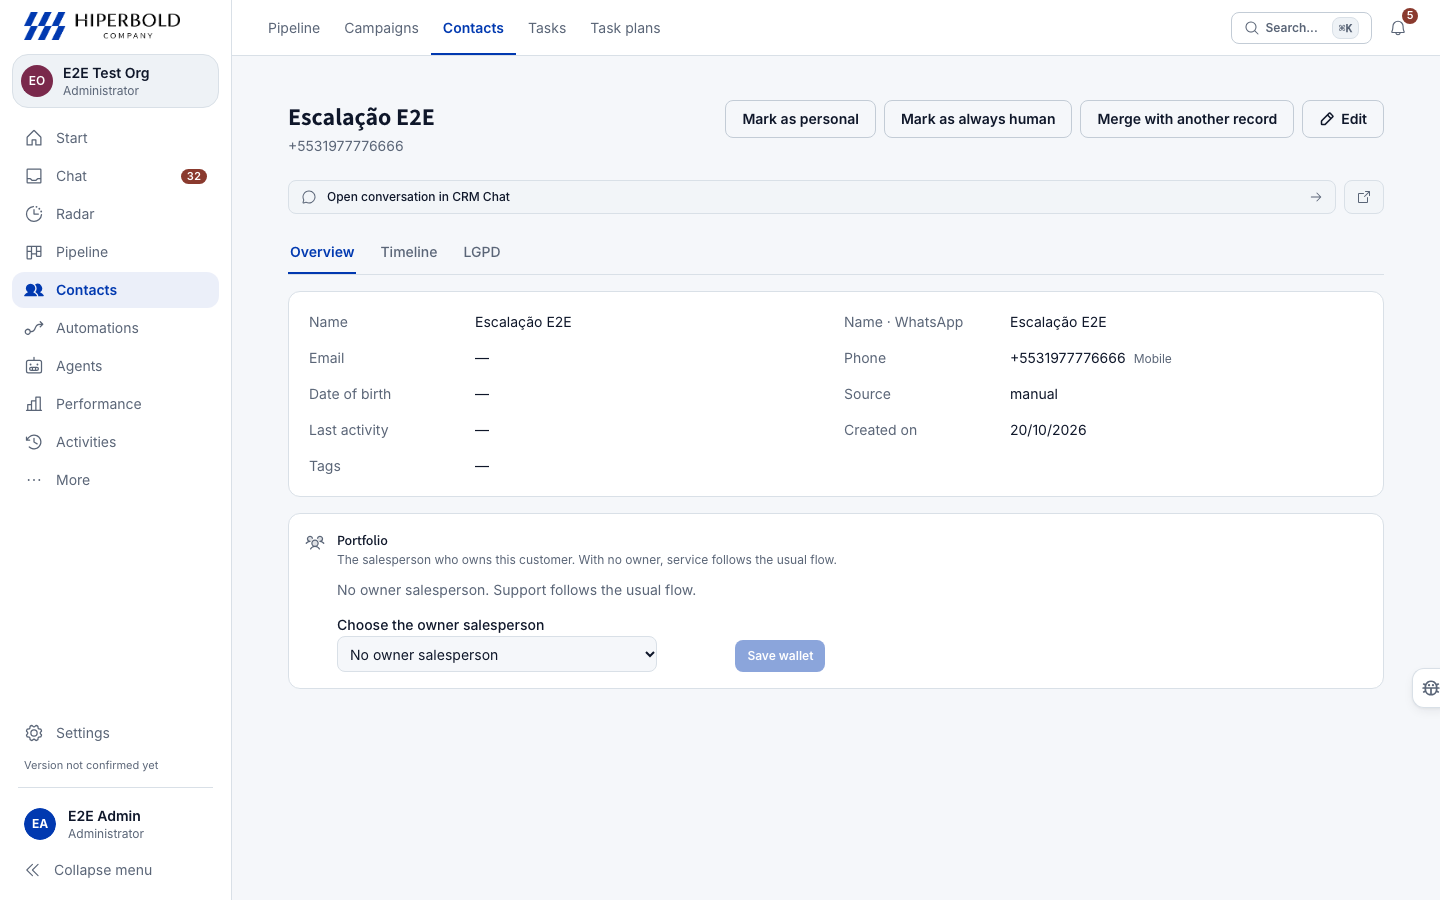 HIPERBOLD
COMPANY
EO
E2E Test Org
Administrator
Start
Chat
32
Radar
Pipeline
Contacts
Automations
Agents
Performance
Activities
More
Settings
Version not confirmed yet
EA
E2E Admin
Administrator
Collapse menu
Pipeline
Campaigns
Contacts
Tasks
Task plans
Search...
⌘K
5
Escalação E2E
+5531977776666
Mark as personal
Mark as always human
Merge with another record
Edit
Open conversation in CRM Chat
Overview
Timeline
LGPD
Name
Escalação E2E
Name · WhatsApp
Escalação E2E
Email
—
Phone
+5531977776666 Mobile
Date of birth
—
Source
manual
Last activity
—
Created on
20/10/2026
Tags
—
Portfolio
The salesperson who owns this customer. With no owner, service follows the usual flow.
No owner salesperson. Support follows the usual flow.
Choose the owner salesperson
No owner salesperson
Save wallet